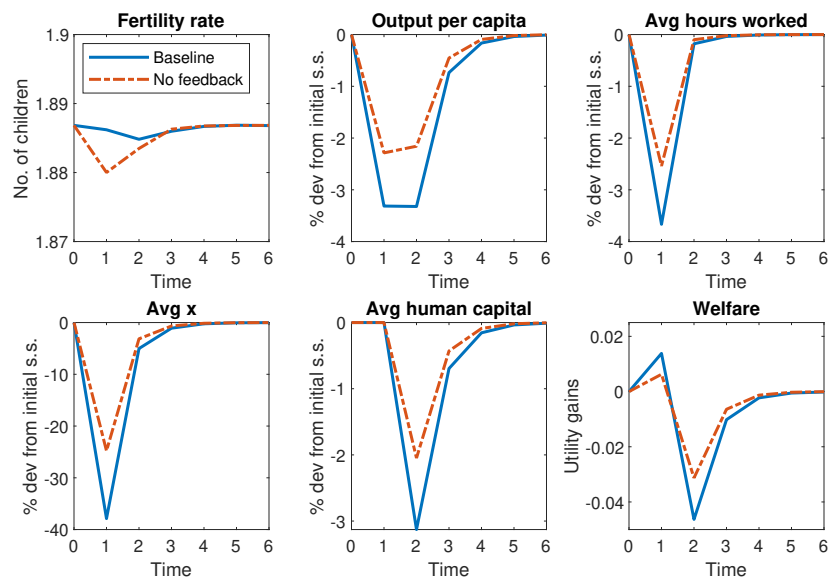 Fertility rate
No. of children
1.9
1.89
1.88
1.87
Baseline
No feedback
0 1 2 3 4 5 6
Time
Output per capita
% dev from initial s.s.
0
-1
-2
-3
-4
0 1 2 3 4 5 6
Time
Avg hours worked
% dev from initial s.s.
0
-1
-2
-3
-4
0 1 2 3 4 5 6
Time
Avg x
% dev from initial s.s.
0
-10
-20
-30
-40
0 1 2 3 4 5 6
Time
Avg human capital
% dev from initial s.s.
0
-1
-2
-3
0 1 2 3 4 5 6
Time
Welfare
Utility gains
0.02
0
-0.02
-0.04
0 1 2 3 4 5 6
Time